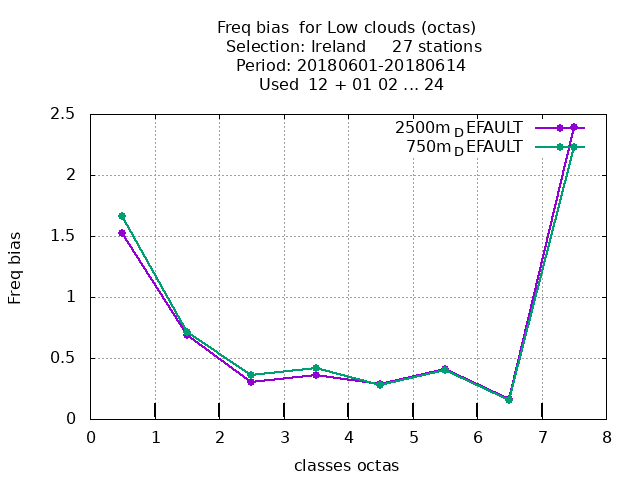 Freq bias  for Low clouds (octas)
Selection: Ireland     27 stations
Period: 20180601-20180614
Used  12 + 01 02 ... 24
2500m_DEFAULT
750m_DEFAULT
2.5
2
1.5
1
0.5
0
Freq bias
0 1 2 3 4 5 6 7 8
classes octas